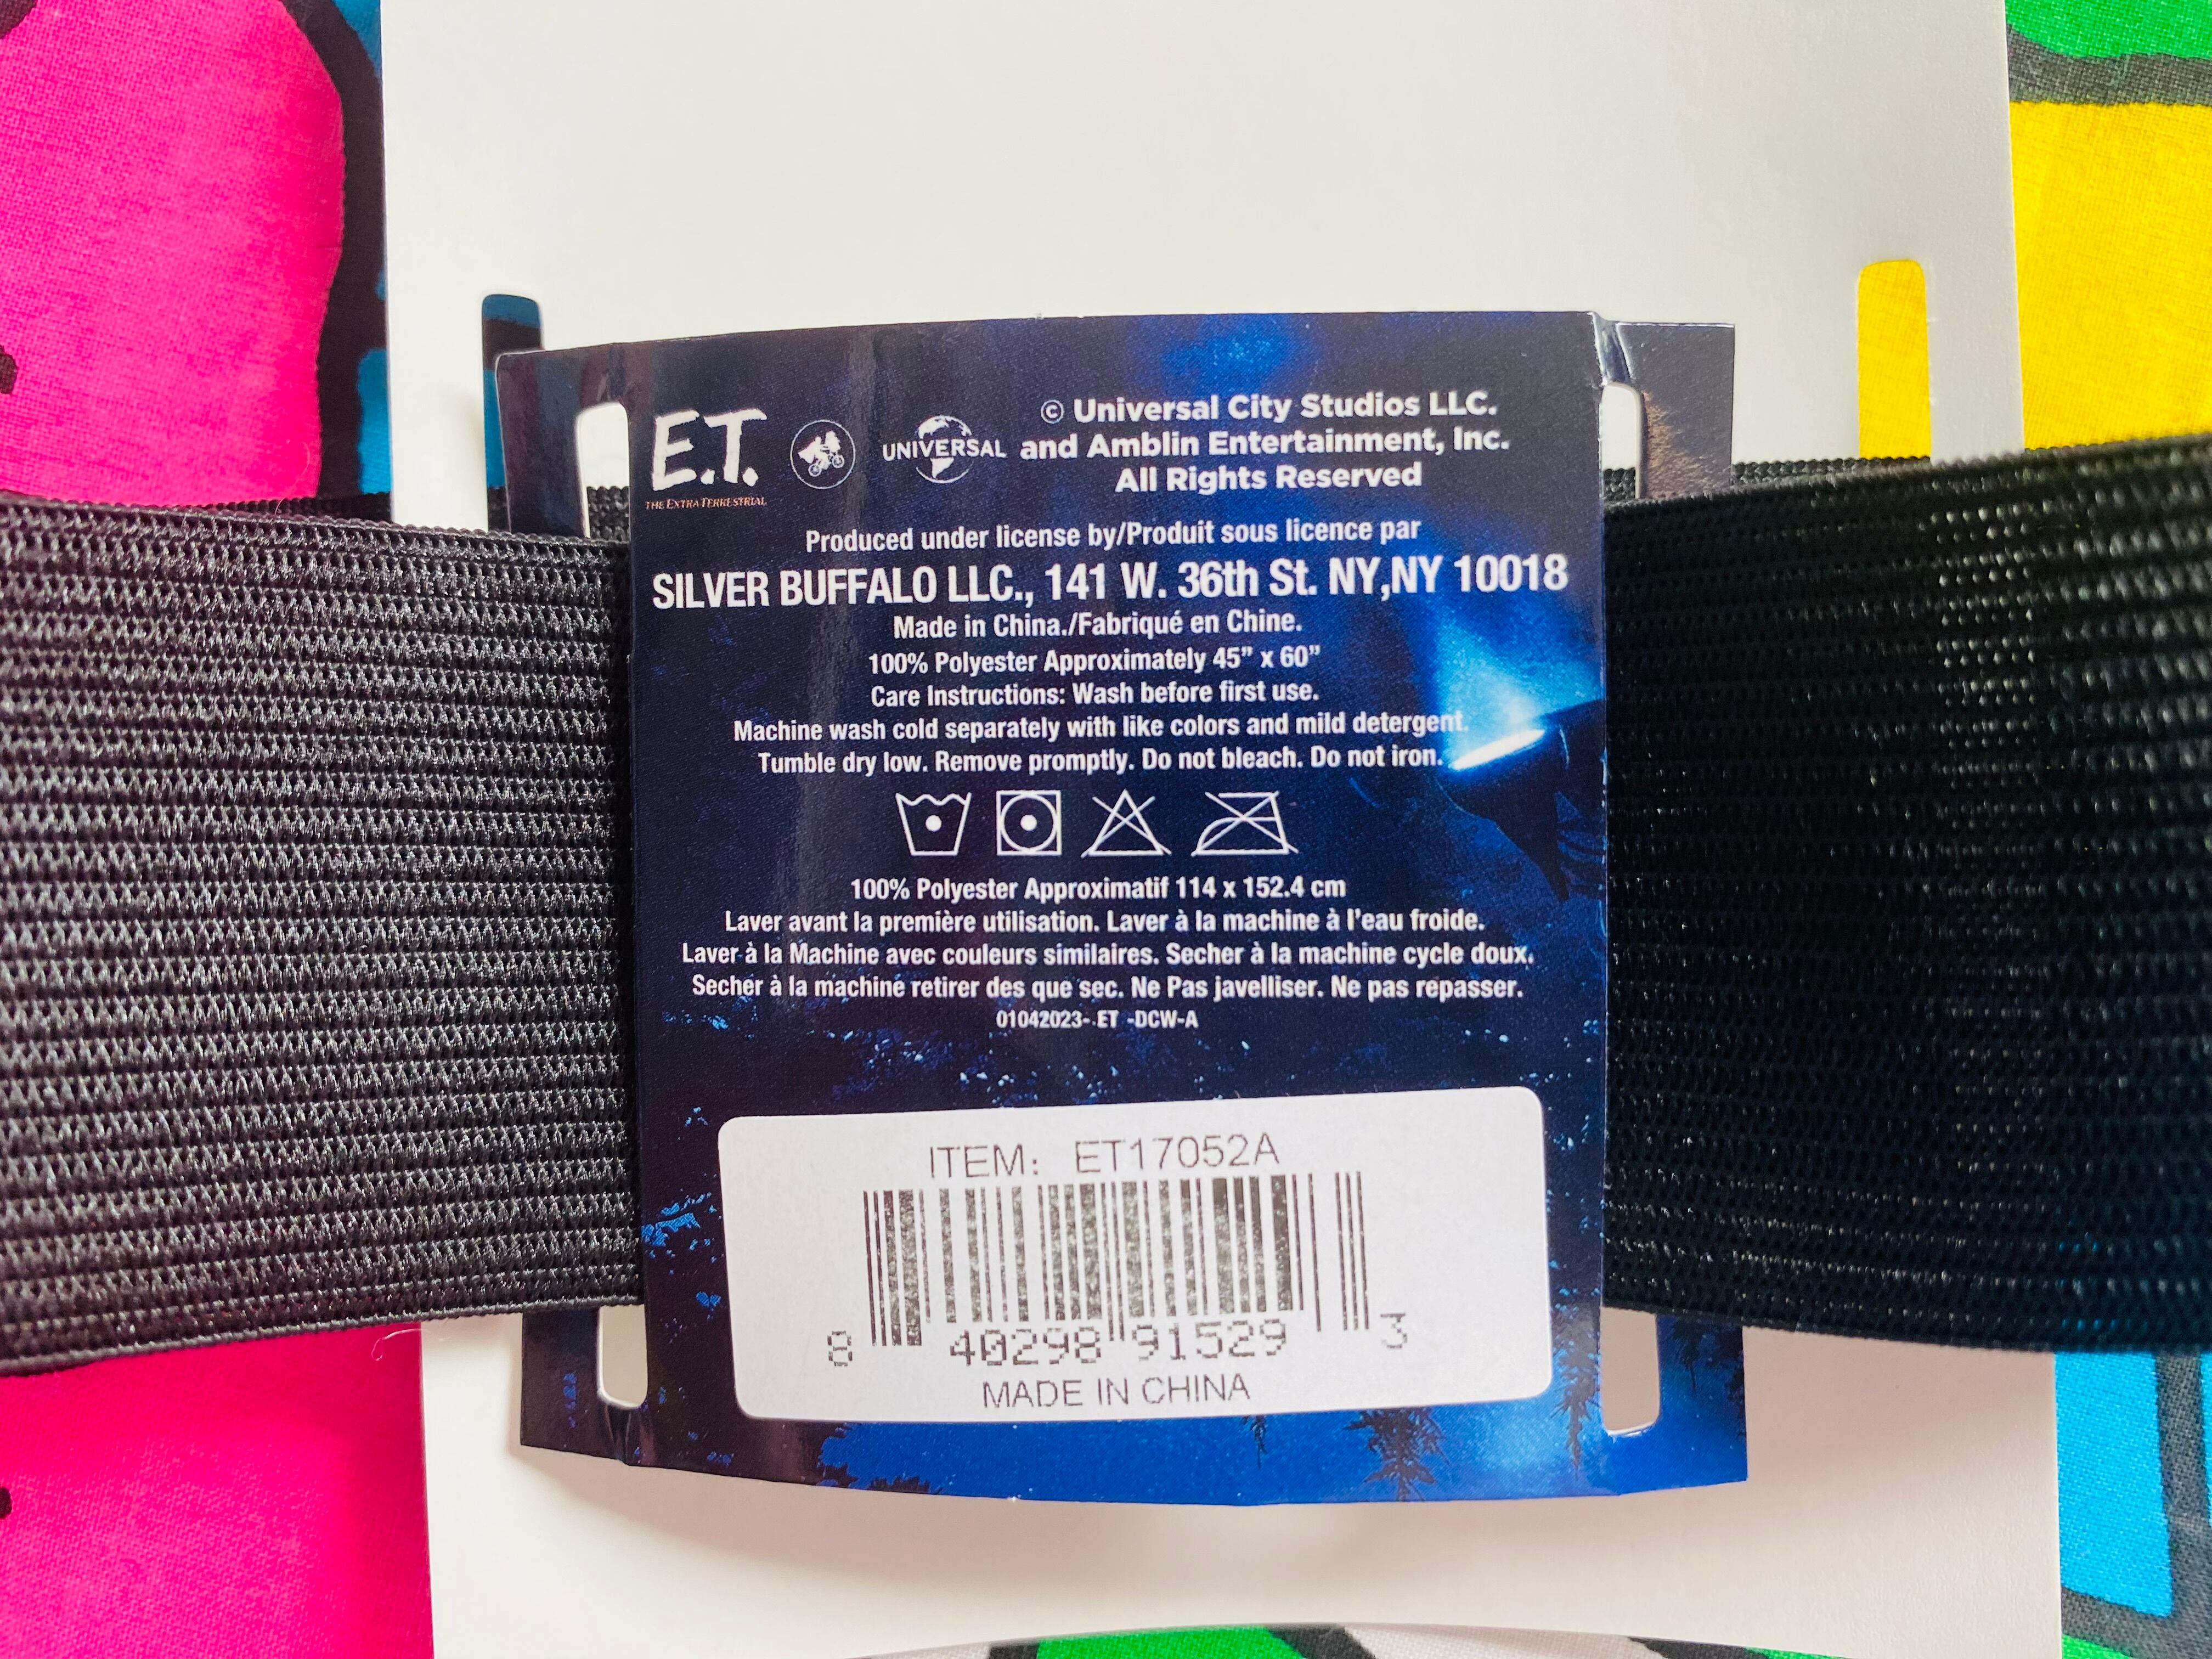 E.T.
THE EXTRA-TERRESTRIAL
UNIVERSAL
© Universal City Studios LLC.
and Amblin Entertainment, Inc.
All Rights Reserved
Produced under license by/Produit sous licence par
SILVER BUFFALO LLC., 141 W. 36th St. NY,NY 10018
Made in China./Fabriqué en Chine.
100% Polyester Approximately 45” x 60”
Care Instructions: Wash before first use.
Machine wash cold separately with like colors and mild detergent.
Tumble dry low. Remove promptly. Do not bleach. Do not iron.
100% Polyester Approximatif 114 x 152.4 cm
Laver avant la première utilisation. Laver à la machine à l’eau froide.
Laver à la Machine avec couleurs similaires. Secher à la machine cycle doux.
Secher à la machine retirer des que sec. Ne Pas javelliser. Ne pas repasser.
01042023-.ET -DCW-A
ITEM: ET17052A
8 40298 91529 3
MADE IN CHINA